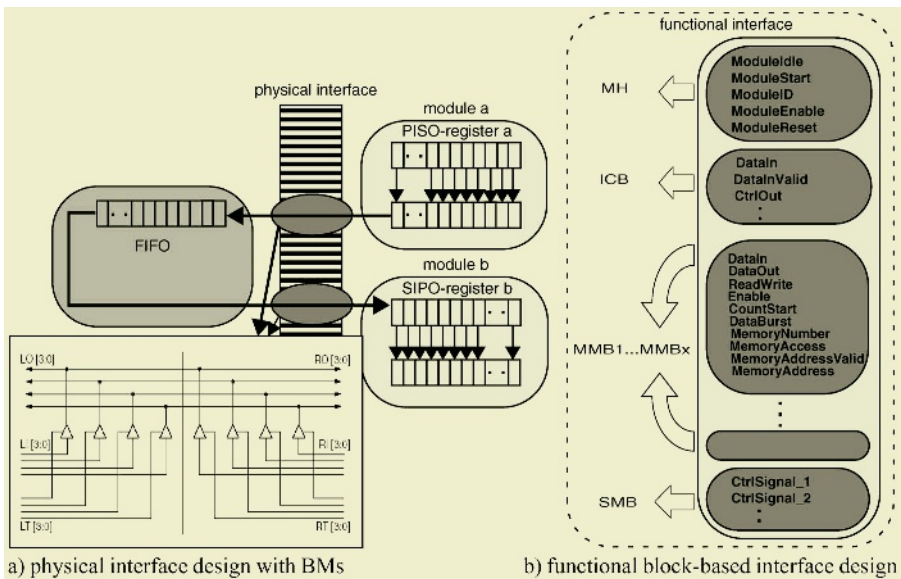 physical interface
module a
PISO-register a
FIFO
module b
SIPO-register b
LO [3:0]
RO [3:0]
LI [3:0]
RI [3:0]
LT [3:0]
RT [3:0]
a) physical interface design with BMs
functional interface
MH
ModuleIdle
ModuleStart
ModuleID
ModuleEnable
ModuleReset
ICB
DataIn
DataInValid
CtrlOut
MMB1...MMBx
DataIn
DataOut
ReadWrite
Enable
CountStart
DataBurst
MemoryNumber
MemoryAccess
MemoryAddressValid
MemoryAddress
SMB
CtrlSignal_1
CtrlSignal_2
b) functional block-based interface design